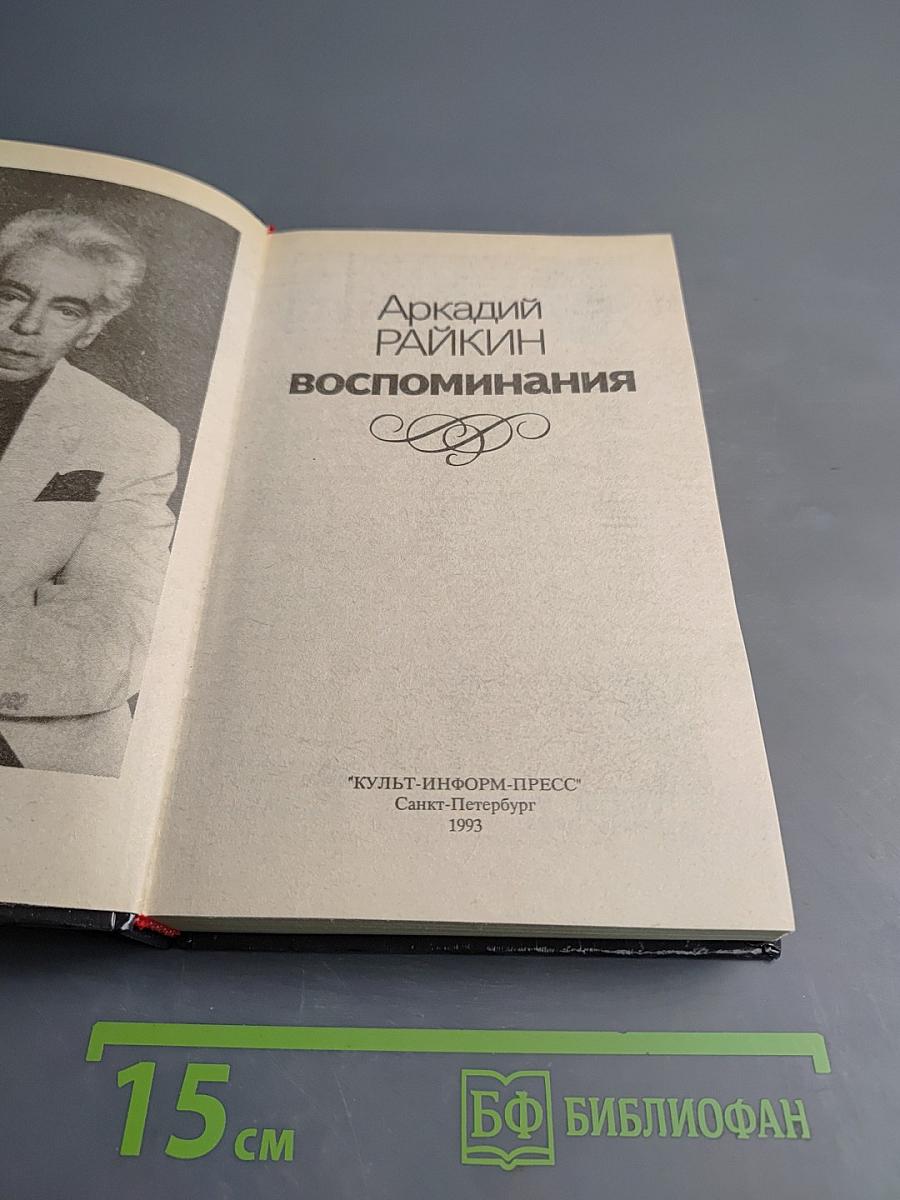 Аркадий
РАЙКИН
ВОСПОМИНАНИЯ
"КУЛЬТ-ИНФОРМ-ПРЕСС"
Санкт-Петербург
1993
15 см
БФ БИБЛИОФАН